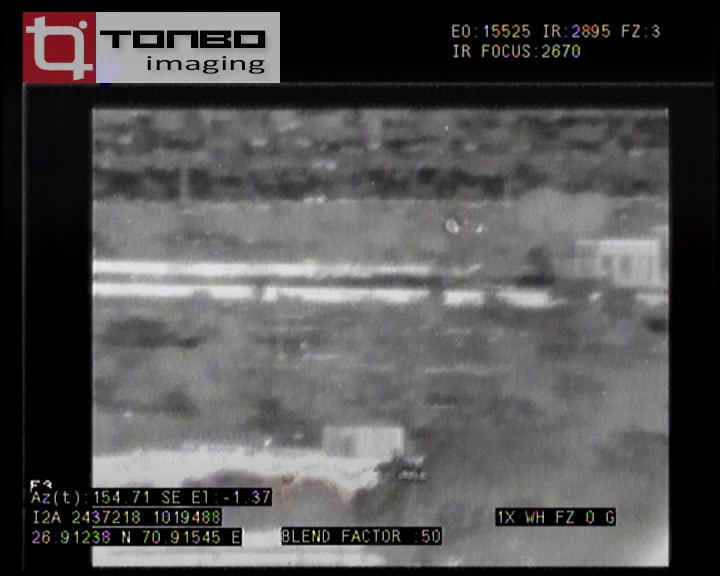 TONBO
imaging
EO:15525 IR:2895 FZ:3
IR FOCUS:2670
F3
Az(t):154.71 SE El:-1.37
I2A 2437218 1019488
26.91238 N 70.91545 E
BLEND FACTOR :50
1X WH FZ 0 G